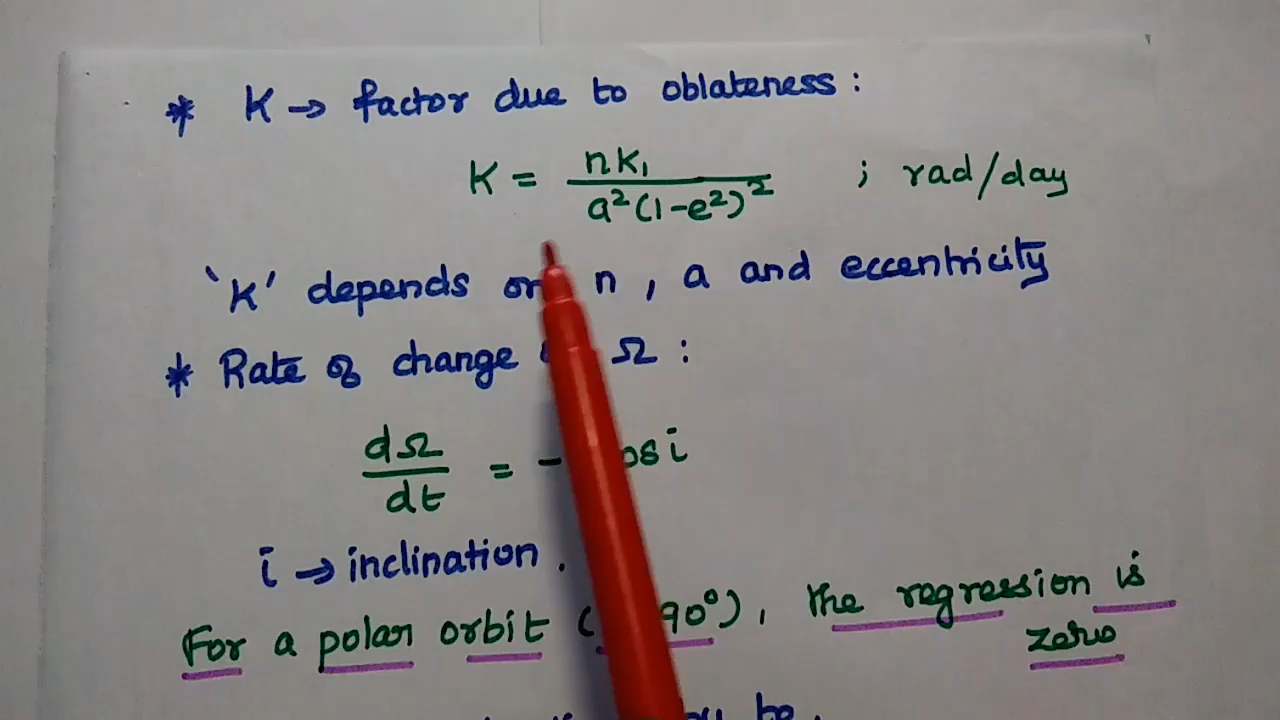 * K → factor due to oblateness :
K = nK₁ / a²(1-e²)² ; rad/day
'K' depends on n, a and eccentricity
* Rate of change Ω :
dΩ/dt = - cos i
i → inclination .
For a polar orbit ( 90°), the regression is
zero